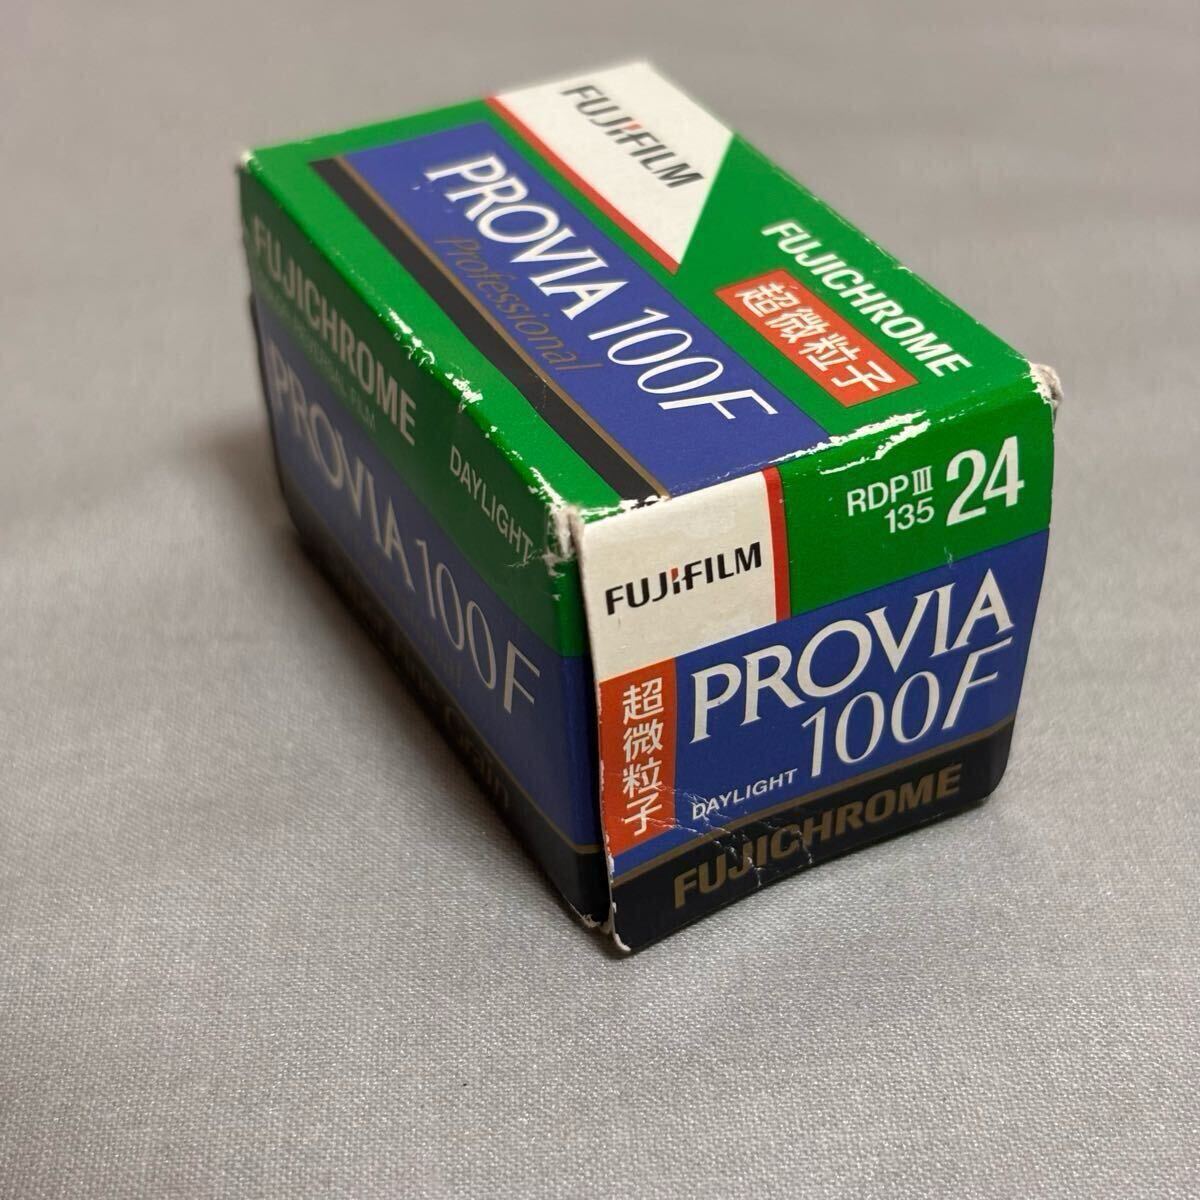 FUJIFILM
PROVIA 100F
Professional
FUJICHROME
超微粒子
FUJICHROME
DAYLIGHT
PROVIA 100F
Grain
RDP III
135
24
FUJIFILM
超微粒子
PROVIA
100F
DAYLIGHT
FUJICHROME